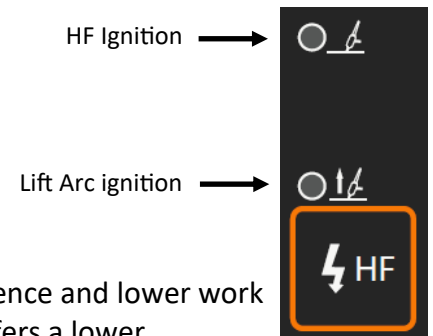 HF Ignition
Lift Arc ignition
HF
ence and lower work
fers a lower